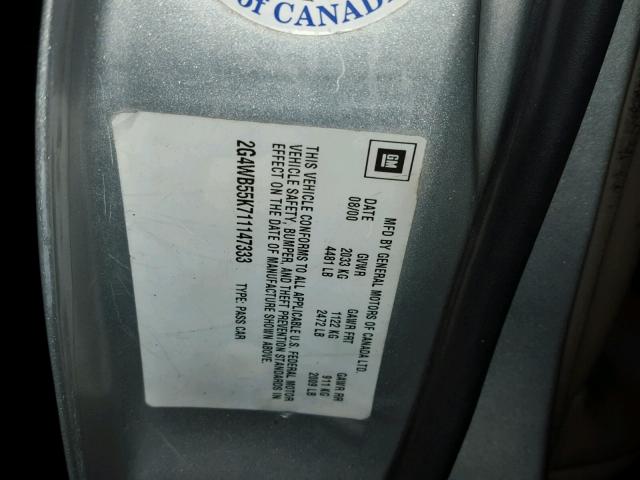 of CANADA
GM
MFD BY GENERAL MOTORS OF CANADA LTD.
DATE GVWR GAWR FRT GAWR RR
08/00 2033 KG 1122 KG 911 KG
4481 LB 2472 LB 2009 LB
THIS VEHICLE CONFORMS TO ALL APPLICABLE U.S. FEDERAL MOTOR
VEHICLE SAFETY, BUMPER, AND THEFT PREVENTION STANDARDS IN
EFFECT ON THE DATE OF MANUFACTURE SHOWN ABOVE.
2G4WB55K711147333 TYPE: PASS CAR